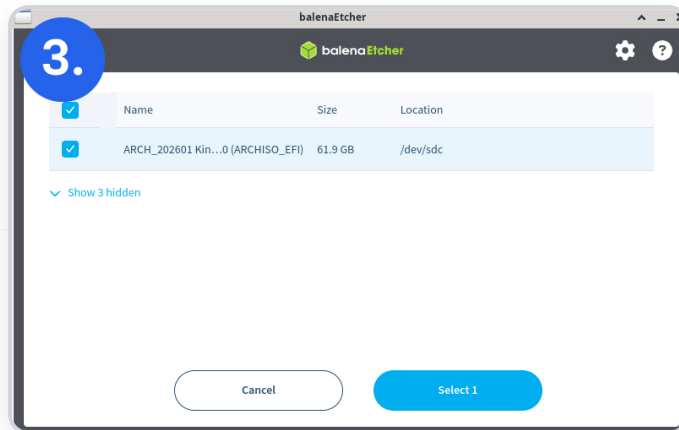 balenaEtcher
3.
balenaEtcher
?
Name Size Location
ARCH_202601 Kin...0 (ARCHISO_EFI) 61.9 GB /dev/sdc
Show 3 hidden
Cancel Select 1